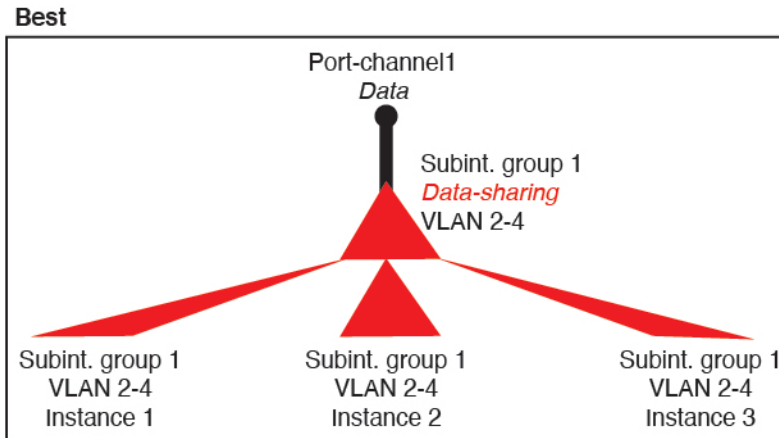 Best
Port-channel1
Data
Subint. group 1
Data-sharing
VLAN 2-4
Subint. group 1
VLAN 2-4
Instance 1
Subint. group 1
VLAN 2-4
Instance 2
Subint. group 1
VLAN 2-4
Instance 3